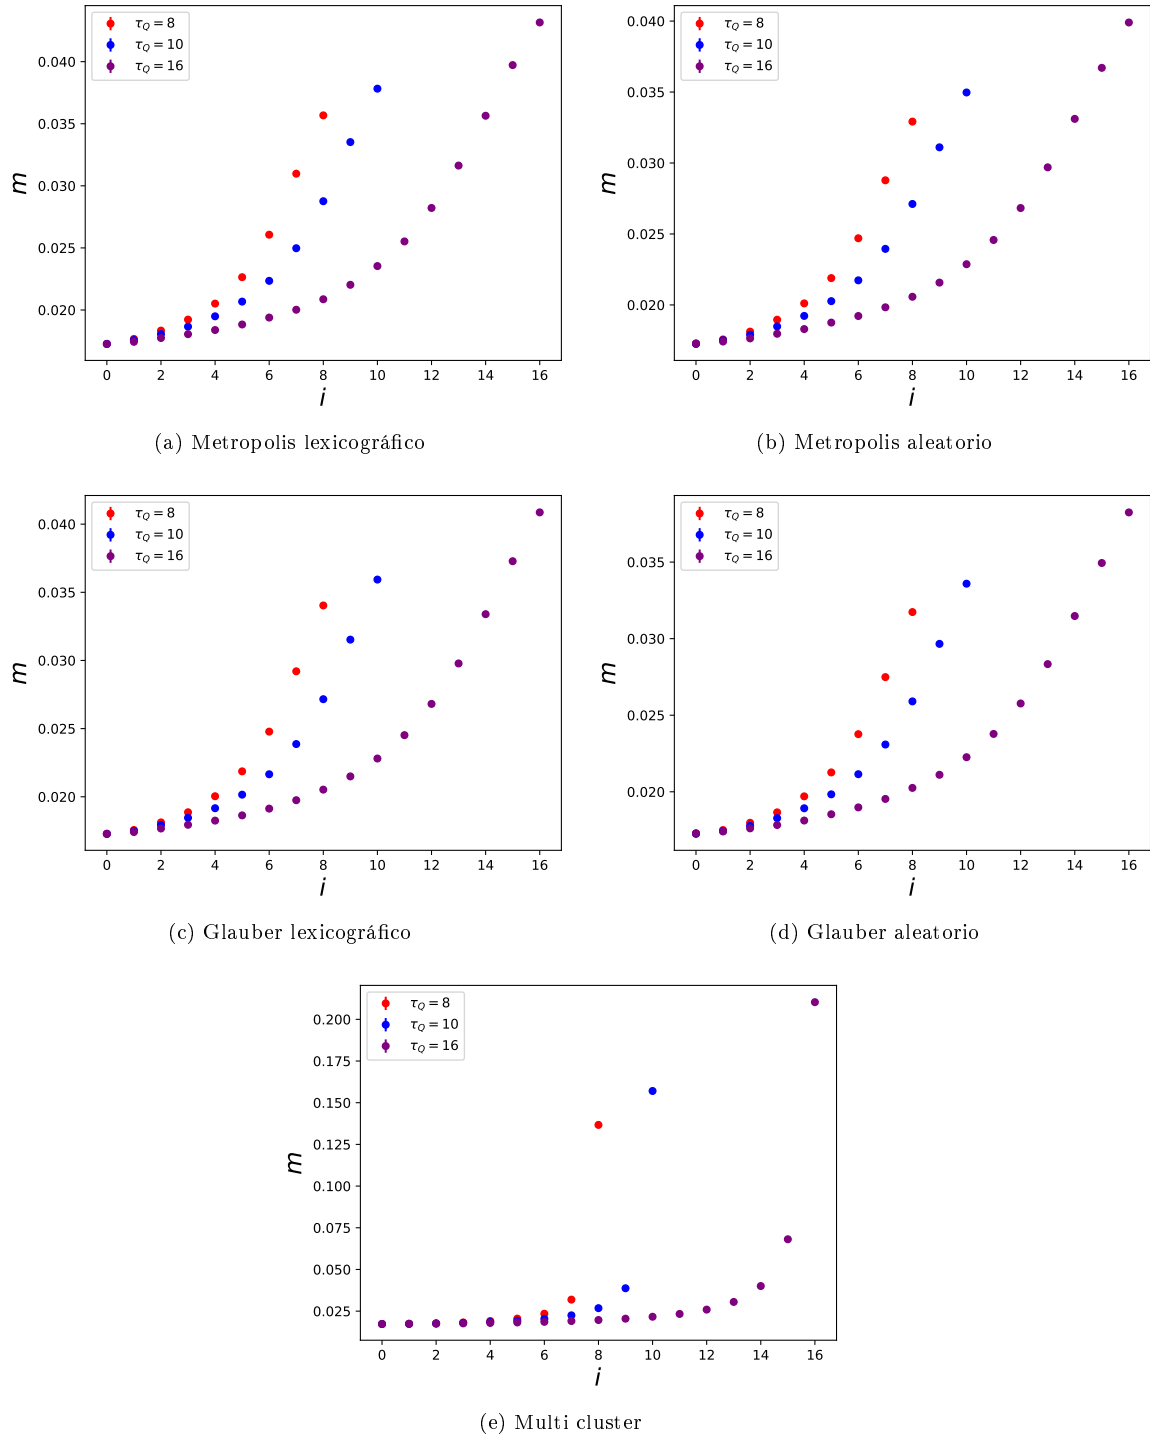 τ_Q = 8
τ_Q = 10
τ_Q = 16
0.040
0.035
0.030
0.025
0.020
m
0 2 4 6 8 10 12 14 16
i
(a) Metropolis lexicográfico
τ_Q = 8
τ_Q = 10
τ_Q = 16
0.040
0.035
0.030
0.025
0.020
m
0 2 4 6 8 10 12 14 16
i
(b) Metropolis aleatorio
τ_Q = 8
τ_Q = 10
τ_Q = 16
0.040
0.035
0.030
0.025
0.020
m
0 2 4 6 8 10 12 14 16
i
(c) Glauber lexicográfico
τ_Q = 8
τ_Q = 10
τ_Q = 16
0.035
0.030
0.025
0.020
m
0 2 4 6 8 10 12 14 16
i
(d) Glauber aleatorio
τ_Q = 8
τ_Q = 10
τ_Q = 16
0.200
0.175
0.150
0.125
0.100
0.075
0.050
0.025
m
0 2 4 6 8 10 12 14 16
i
(e) Multi cluster